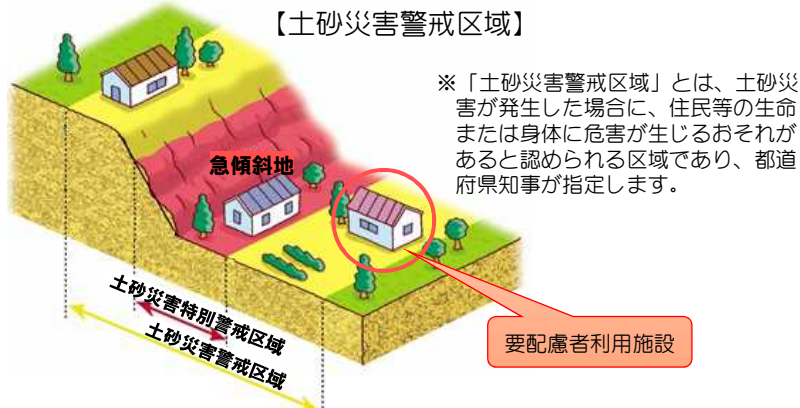 【土砂災害警戒区域】
※「土砂災害警戒区域」とは、土砂災
害が発生した場合に、住民等の生命
または身体に危害が生じるおそれが
あると認められる区域であり、都道
府県知事が指定します。
急傾斜地
土砂災害特別警戒区域
土砂災害警戒区域
要配慮者利用施設